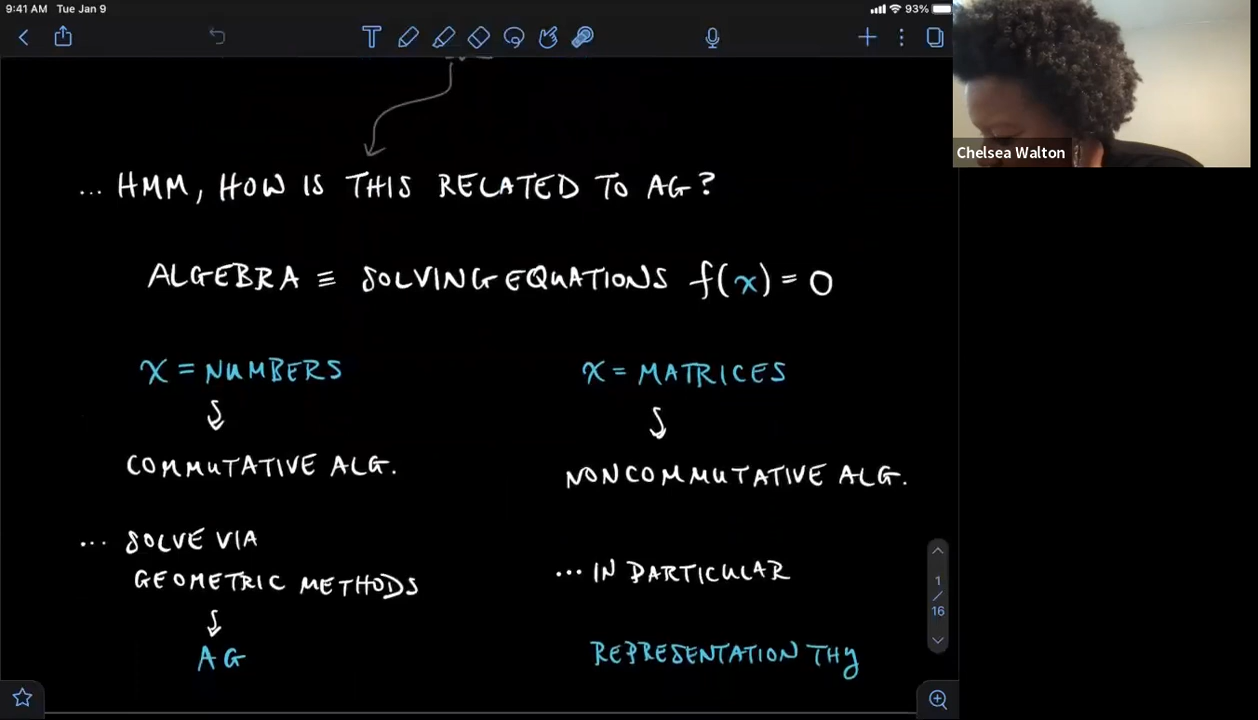 9:41 AM Tue Jan 9
93%
... HMM, HOW IS THIS RELATED TO AG?
ALGEBRA ≡ SOLVING EQUATIONS f(x) = 0
x = NUMBERS
x = MATRICES
COMMUTATIVE ALG.
NONCOMMUTATIVE ALG.
... SOLVE VIA
GEOMETRIC METHODS
... IN PARTICULAR
AG
REPRESENTATION THY
1
/
16
Chelsea Walton